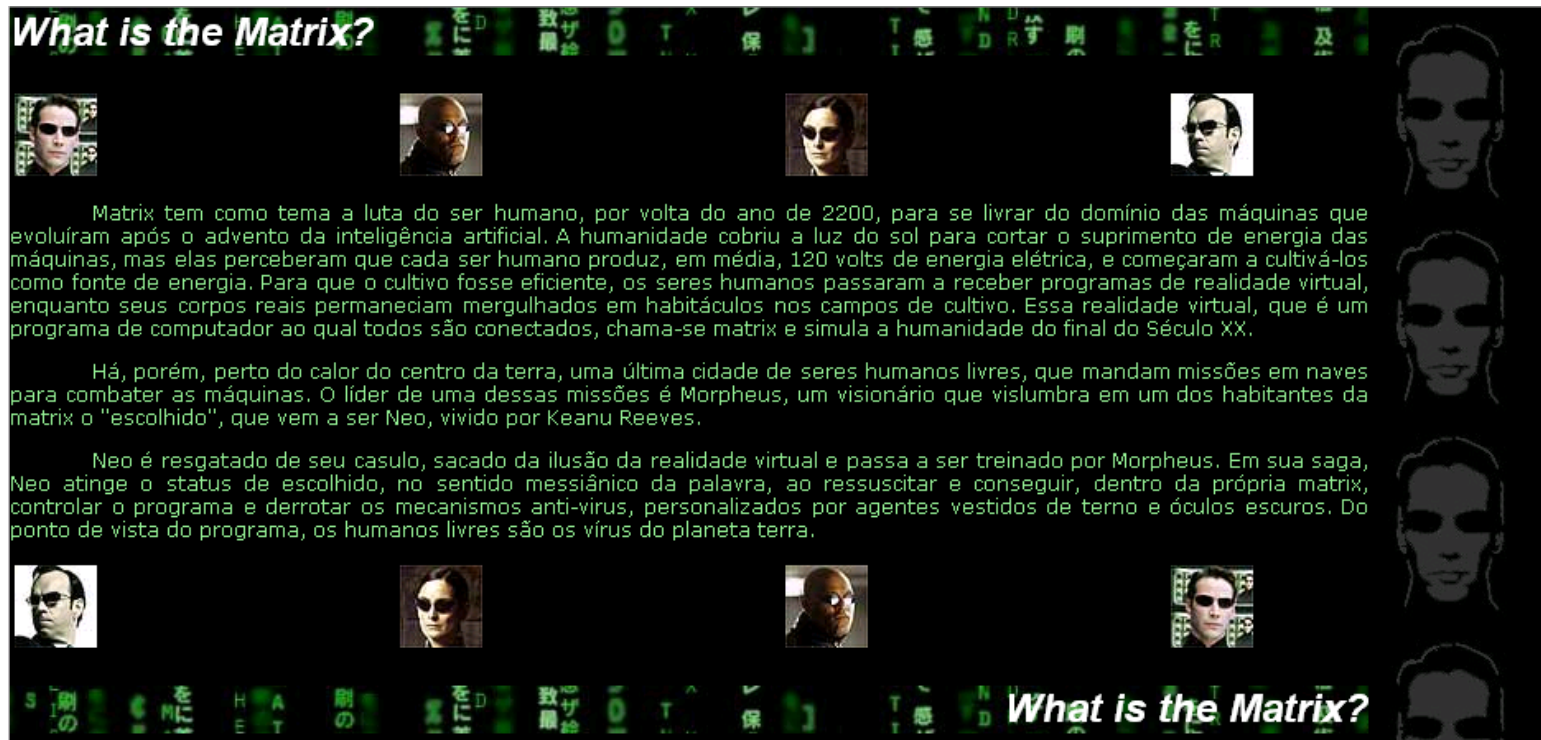 What is the Matrix?
Matrix tem como tema a luta do ser humano, por volta do ano de 2200, para se livrar do domínio das máquinas que
evoluíram após o advento da inteligência artificial. A humanidade cobriu a luz do sol para cortar o suprimento de energia das
máquinas, mas elas perceberam que cada ser humano produz, em média, 120 volts de energia elétrica, e começaram a cultivá-los
como fonte de energia. Para que o cultivo fosse eficiente, os seres humanos passaram a receber programas de realidade virtual,
enquanto seus corpos reais permaneciam mergulhados em habitáculos nos campos de cultivo. Essa realidade virtual, que é um
programa de computador ao qual todos são conectados, chama-se matrix e simula a humanidade do final do Século XX.
Há, porém, perto do calor do centro da terra, uma última cidade de seres humanos livres, que mandam missões em naves
para combater as máquinas. O líder de uma dessas missões é Morpheus, um visionário que vislumbra em um dos habitantes da
matrix o "escolhido", que vem a ser Neo, vivido por Keanu Reeves.
Neo é resgatado de seu casulo, sacado da ilusão da realidade virtual e passa a ser treinado por Morpheus. Em sua saga,
Neo atinge o status de escolhido, no sentido messiânico da palavra, ao ressuscitar e conseguir, dentro da própria matrix,
controlar o programa e derrotar os mecanismos anti-virus, personalizados por agentes vestidos de terno e óculos escuros. Do
ponto de vista do programa, os humanos livres são os vírus do planeta terra.
What is the Matrix?